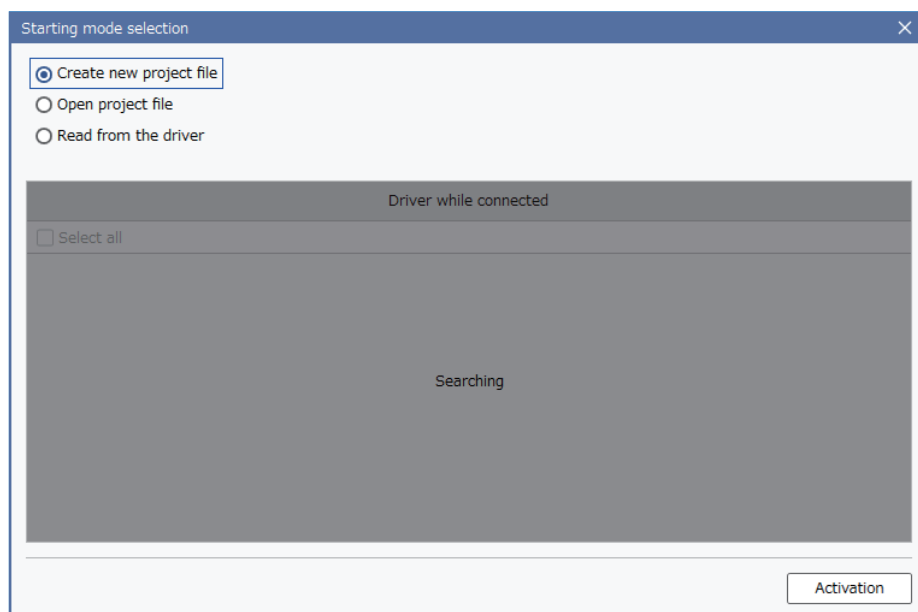 Starting mode selection
Create new project file
Open project file
Read from the driver
Driver while connected
Select all
Searching
Activation